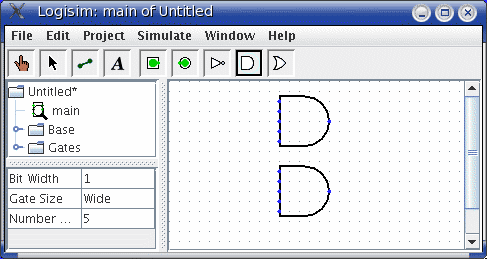 Logisim: main of Untitled
File Edit Project Simulate Window Help
A
Untitled*
main
Base
Gates
Bit Width 1
Gate Size Wide
Number ... 5